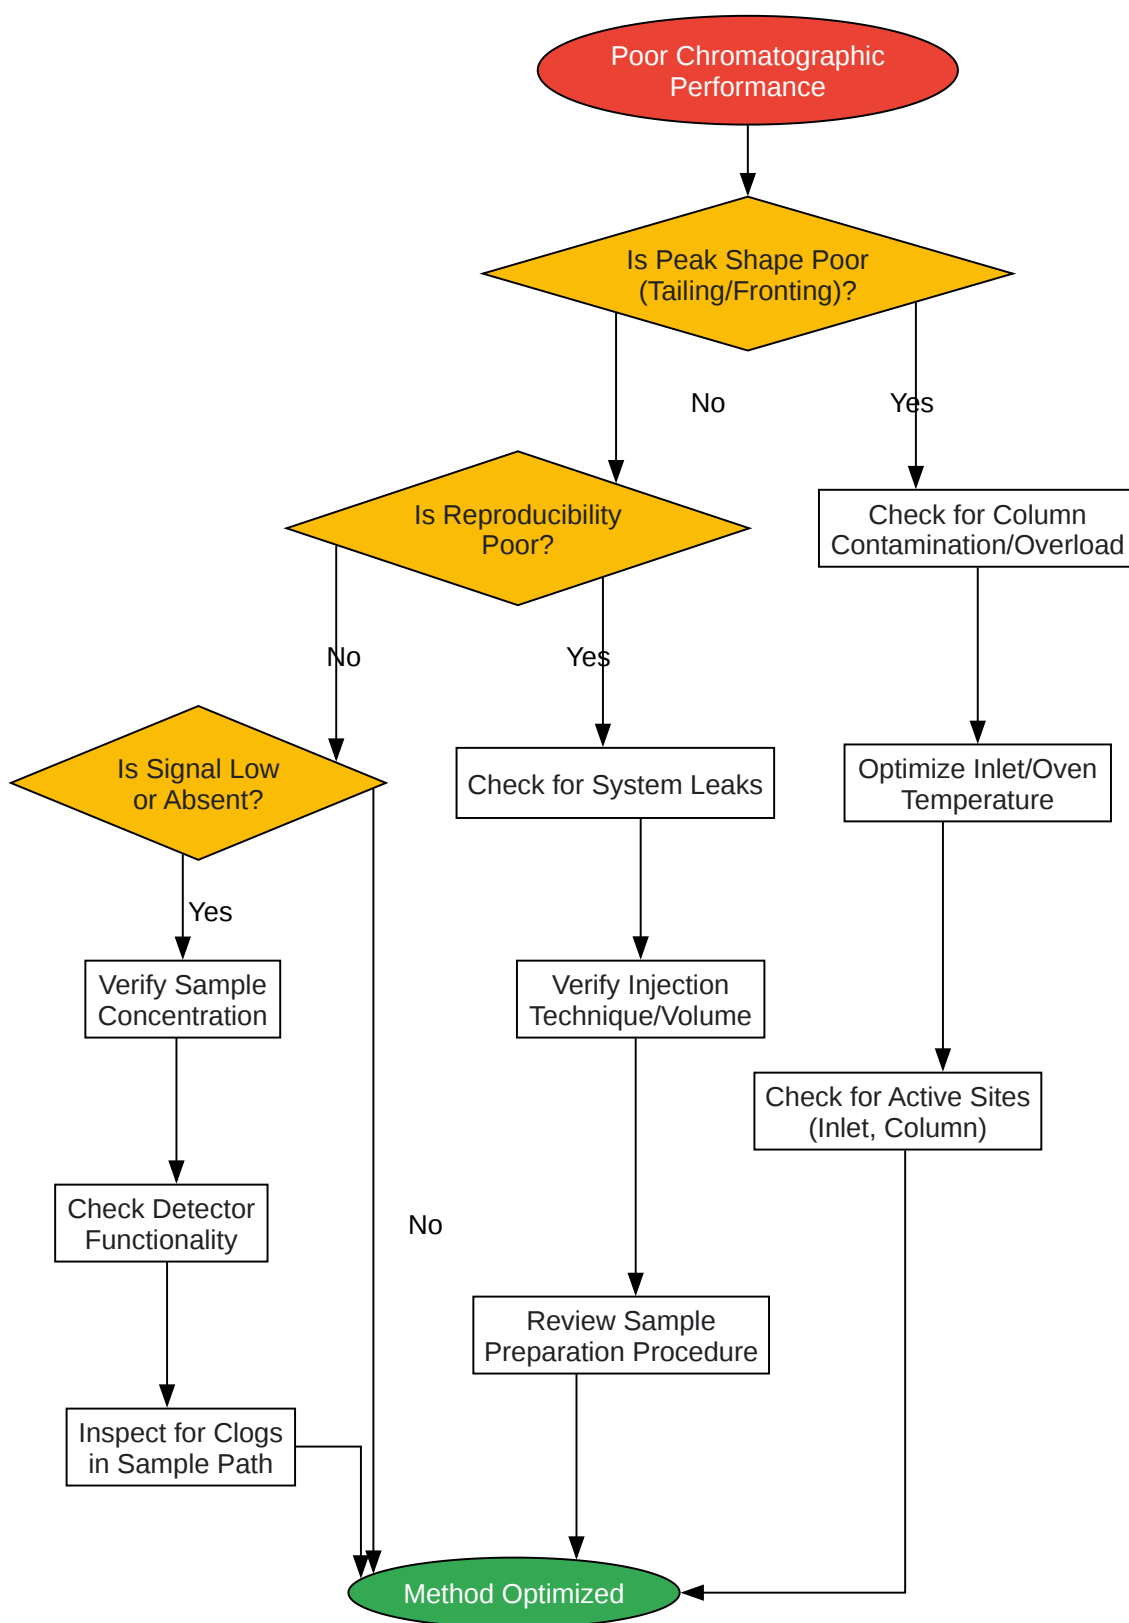 Poor Chromatographic
Performance
Is Peak Shape Poor
(Tailing/Fronting)?
No
Yes
Is Reproducibility
Poor?
Check for Column
Contamination/Overload
No
Yes
Is Signal Low
or Absent?
Check for System Leaks
Optimize Inlet/Oven
Temperature
Yes
Verify Sample
Concentration
Verify Injection
Technique/Volume
Check for Active Sites
(Inlet, Column)
Check Detector
Functionality
No
Review Sample
Preparation Procedure
Inspect for Clogs
in Sample Path
Method Optimized